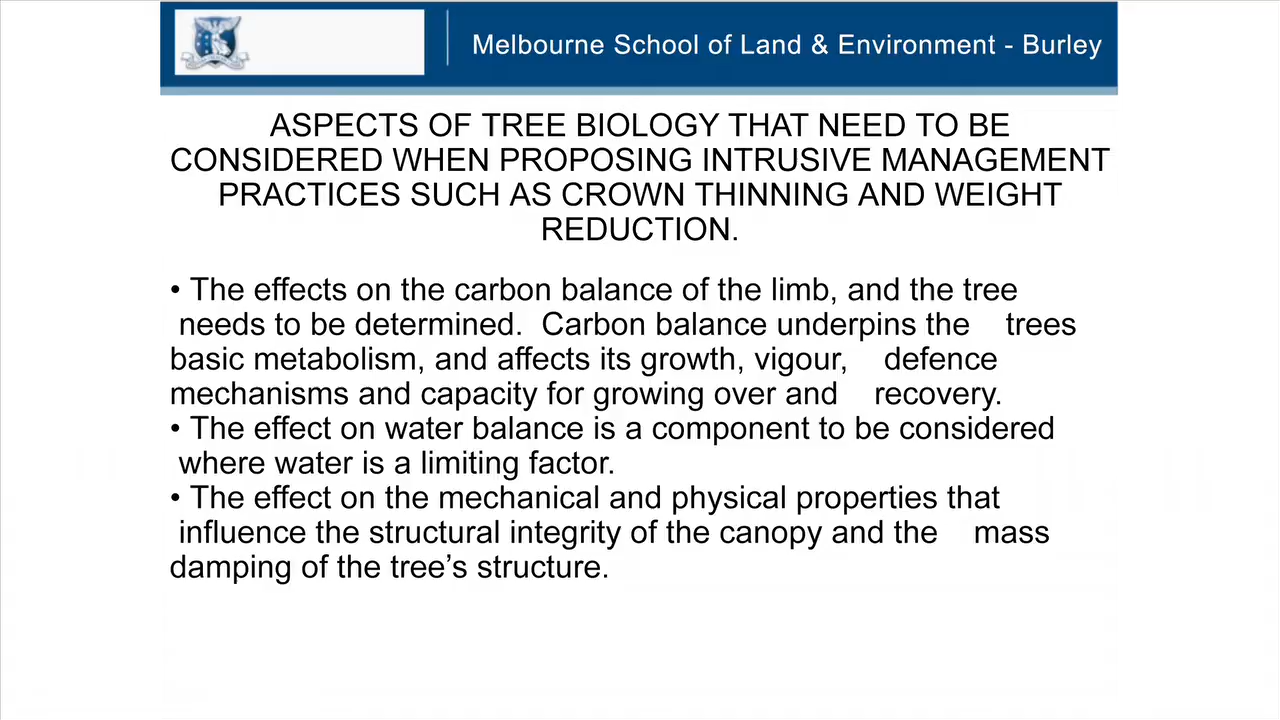 Melbourne School of Land & Environment - Burley
ASPECTS OF TREE BIOLOGY THAT NEED TO BE
CONSIDERED WHEN PROPOSING INTRUSIVE MANAGEMENT
PRACTICES SUCH AS CROWN THINNING AND WEIGHT
REDUCTION.
• The effects on the carbon balance of the limb, and the tree
needs to be determined. Carbon balance underpins the trees
basic metabolism, and affects its growth, vigour, defence
mechanisms and capacity for growing over and recovery.
• The effect on water balance is a component to be considered
where water is a limiting factor.
• The effect on the mechanical and physical properties that
influence the structural integrity of the canopy and the mass
damping of the tree’s structure.